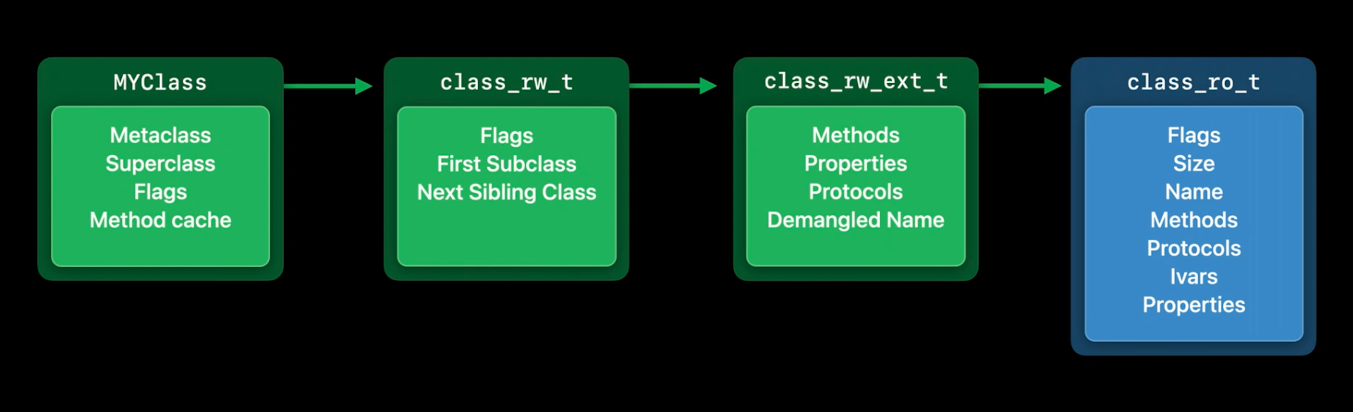 MYClass
Metaclass
Superclass
Flags
Method cache
class_rw_t
Flags
First Subclass
Next Sibling Class
class_rw_ext_t
Methods
Properties
Protocols
Demangled Name
class_ro_t
Flags
Size
Name
Methods
Protocols
Ivars
Properties